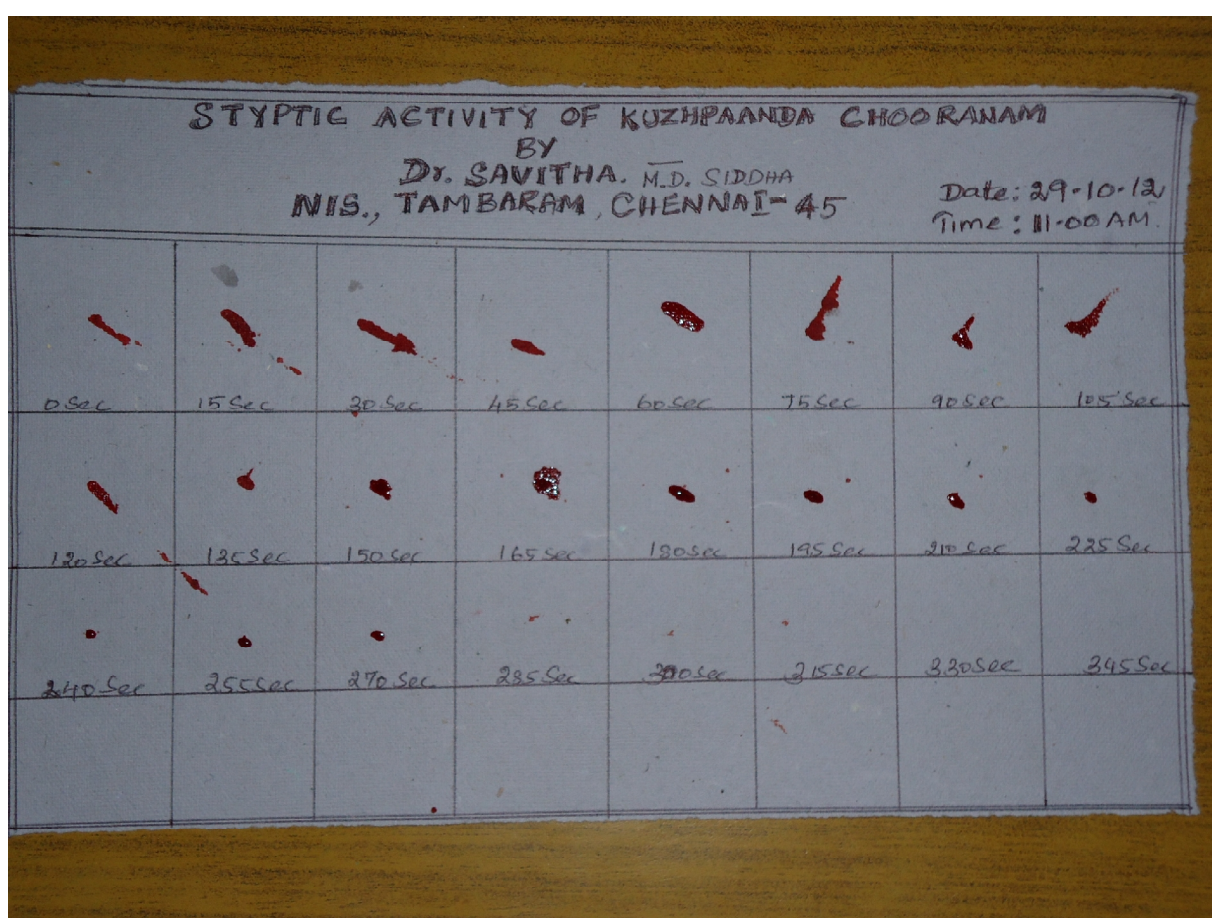 STYPTIC ACTIVITY OF KUZHPAANDA CHOORANAM
BY
Dr. SAVITHA. M.D. SIDDHA
NIS., TAMBARAM, CHENNAI-45
Date: 29-10-12
Time: 11-00 AM.
0 Sec 15 Sec 30 Sec 45 Sec 60 Sec 75 Sec 90 Sec 105 Sec
120 Sec 135 Sec 150 Sec 165 Sec 180 Sec 195 Sec 210 Sec 225 Sec
240 Sec 255 Sec 270 Sec 285 Sec 300 Sec 315 Sec 330 Sec 345 Sec